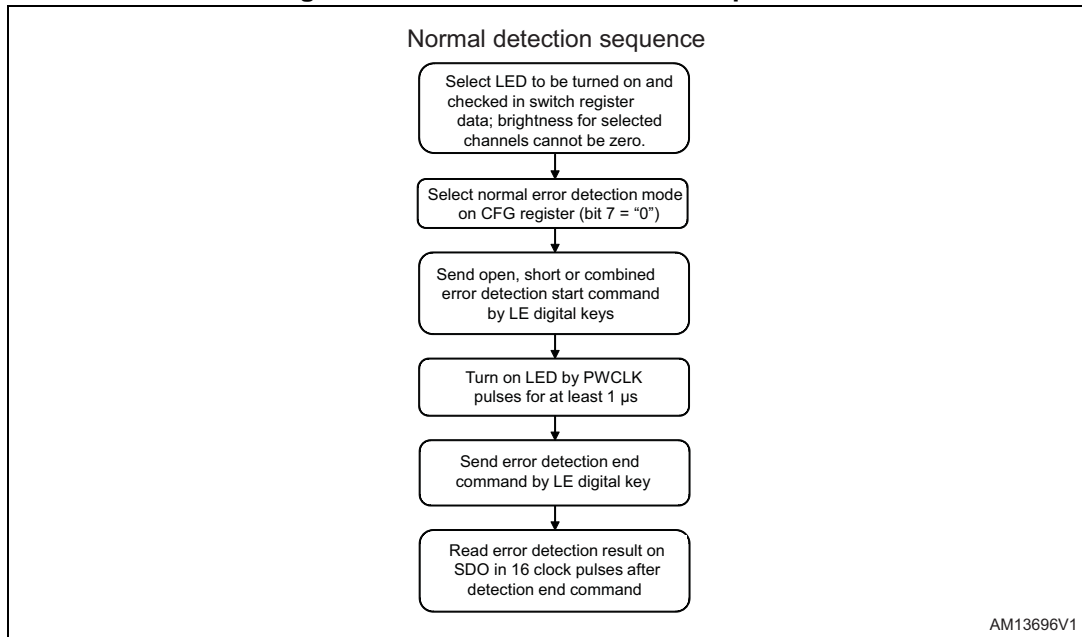 Normal detection sequence
Select LED to be turned on and
checked in switch register
data; brightness for selected
channels cannot be zero.
Select normal error detection mode
on CFG register (bit 7 = “0”)
Send open, short or combined
error detection start command
by LE digital keys
Turn on LED by PWCLK
pulses for at least 1 µs
Send error detection end
command by LE digital key
Read error detection result on
SDO in 16 clock pulses after
detection end command
AM13696V1